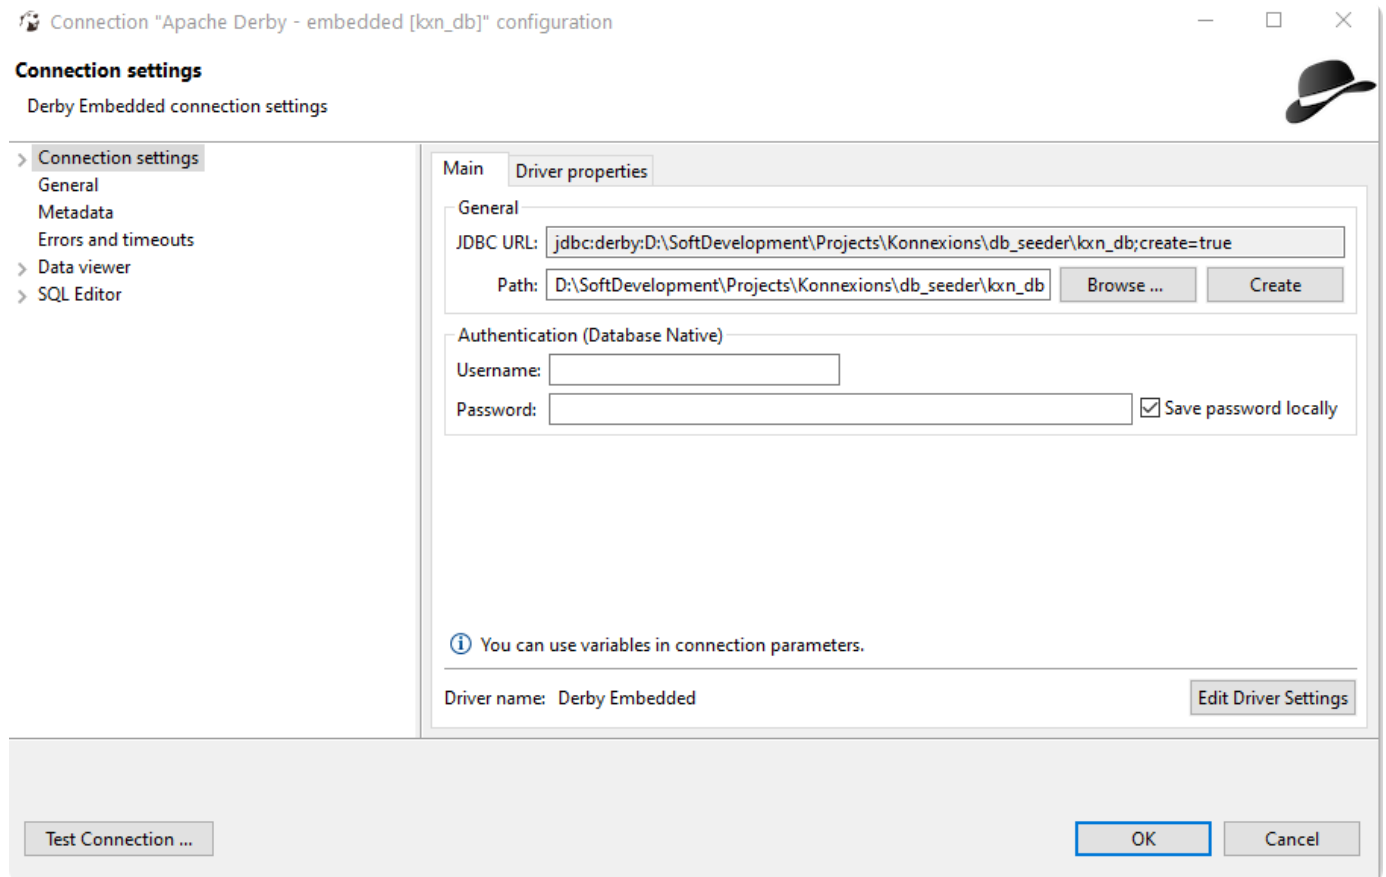 Connection "Apache Derby - embedded [kxn_db]" configuration
Connection settings
Derby Embedded connection settings
Connection settings
General
Metadata
Errors and timeouts
Data viewer
SQL Editor
Main
Driver properties
General
JDBC URL: jdbc:derby:D:\SoftDevelopment\Projects\Konnexions\db_seeder\kxn_db;create=true
Path: D:\SoftDevelopment\Projects\Konnexions\db_seeder\kxn_db Browse ... Create
Authentication (Database Native)
Username:
Password: Save password locally
You can use variables in connection parameters.
Driver name: Derby Embedded Edit Driver Settings
Test Connection ... OK Cancel